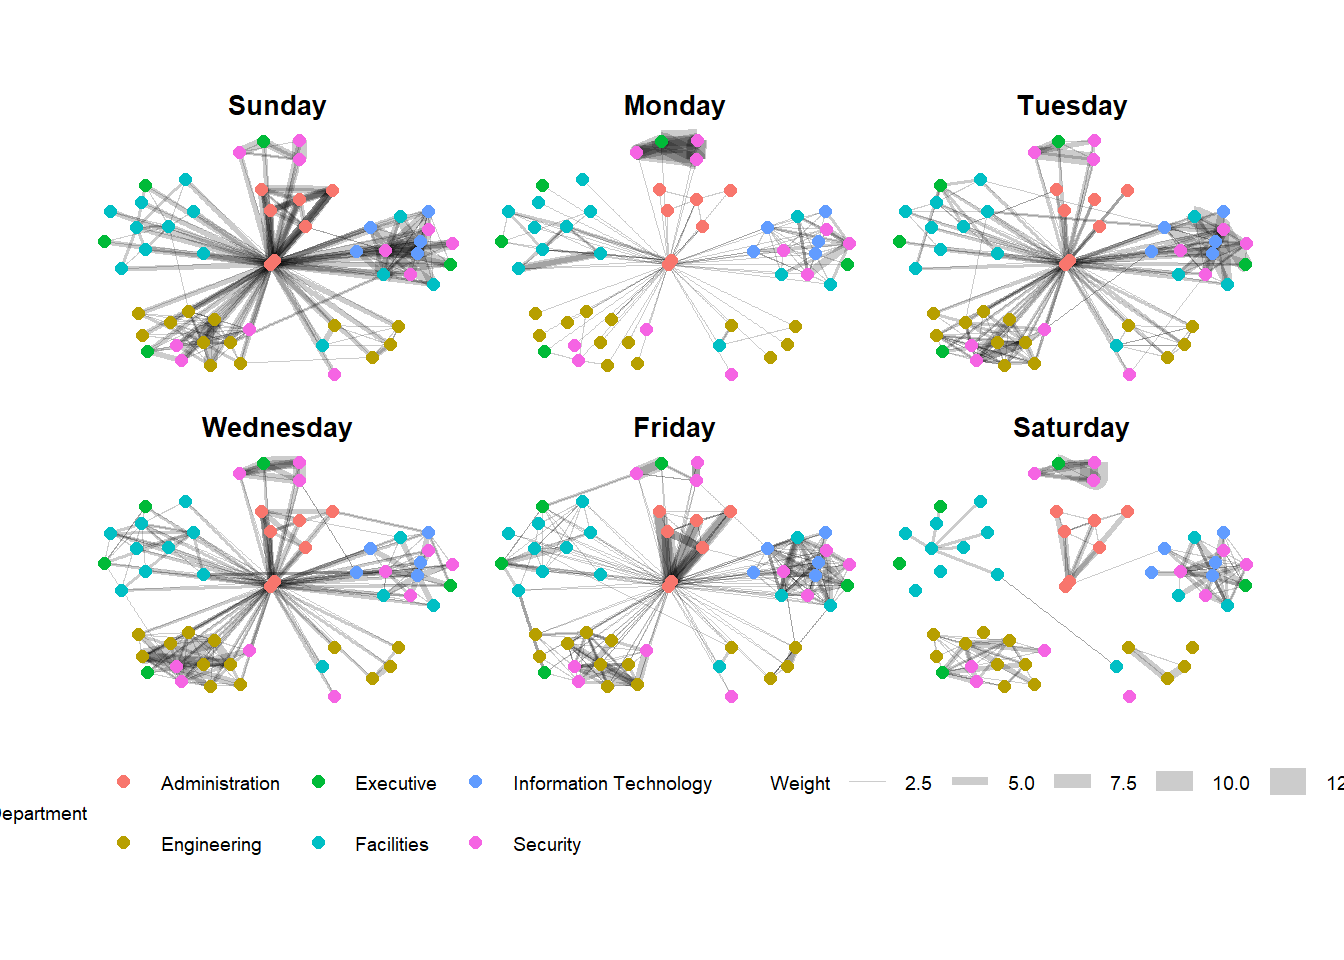 Sunday
Monday
Tuesday
Wednesday
Friday
Saturday
epartment
Administration
Executive
Information Technology
Engineering
Facilities
Security
Weight
2.5
5.0
7.5
10.0
12